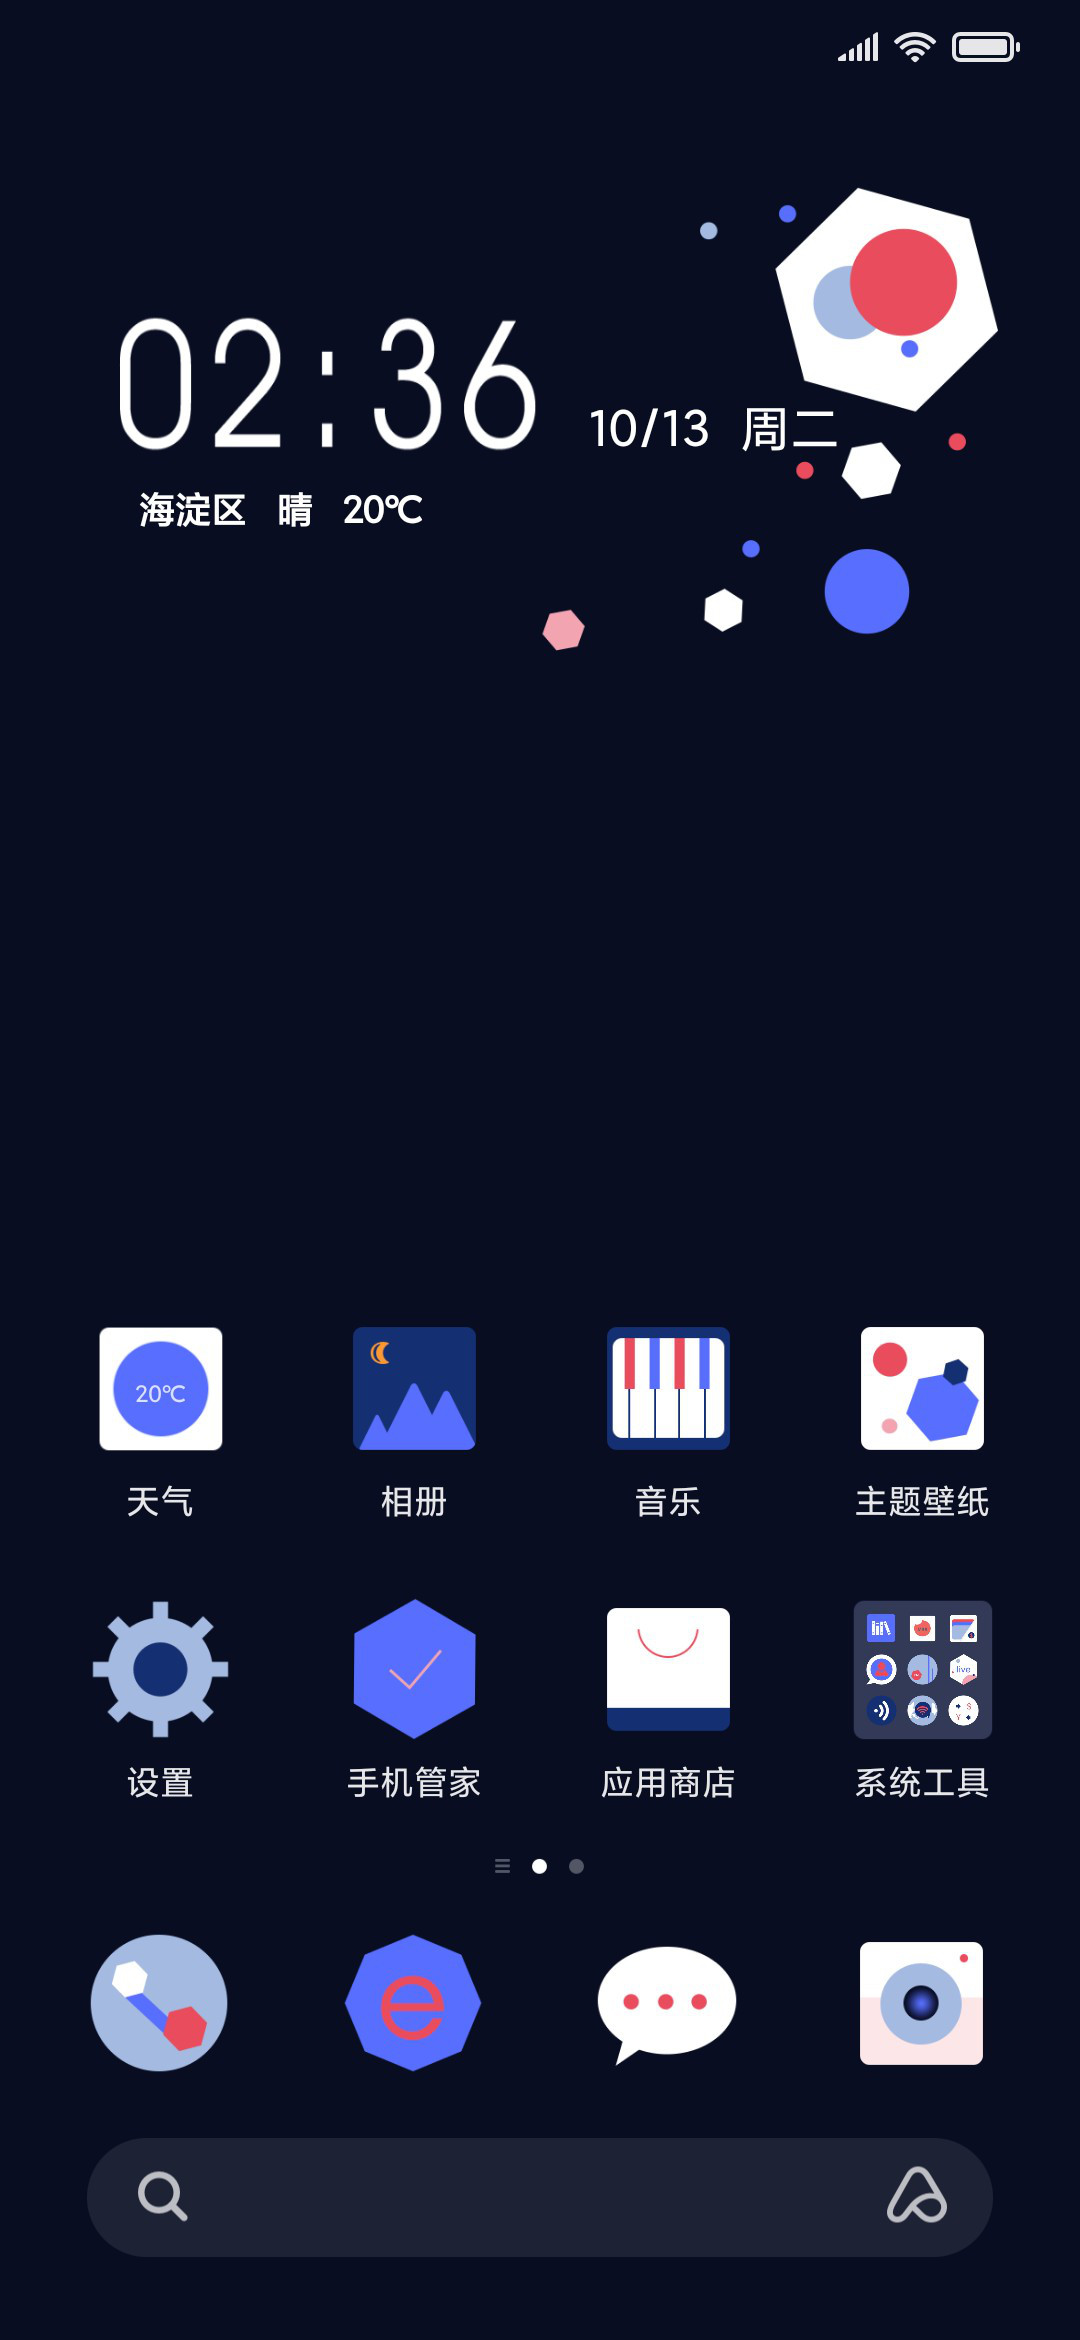 02:36
10/13 周二
海淀区 晴 20℃
20℃
天气 相册 音乐 主题壁纸
live
设置 手机管家 应用商店 系统工具
e